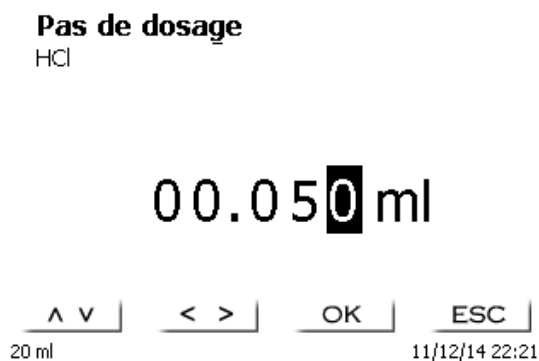 Pas de dosage
HCl
00.050 ml
∧ ∨ < > OK ESC
20 ml 11/12/14 22:21